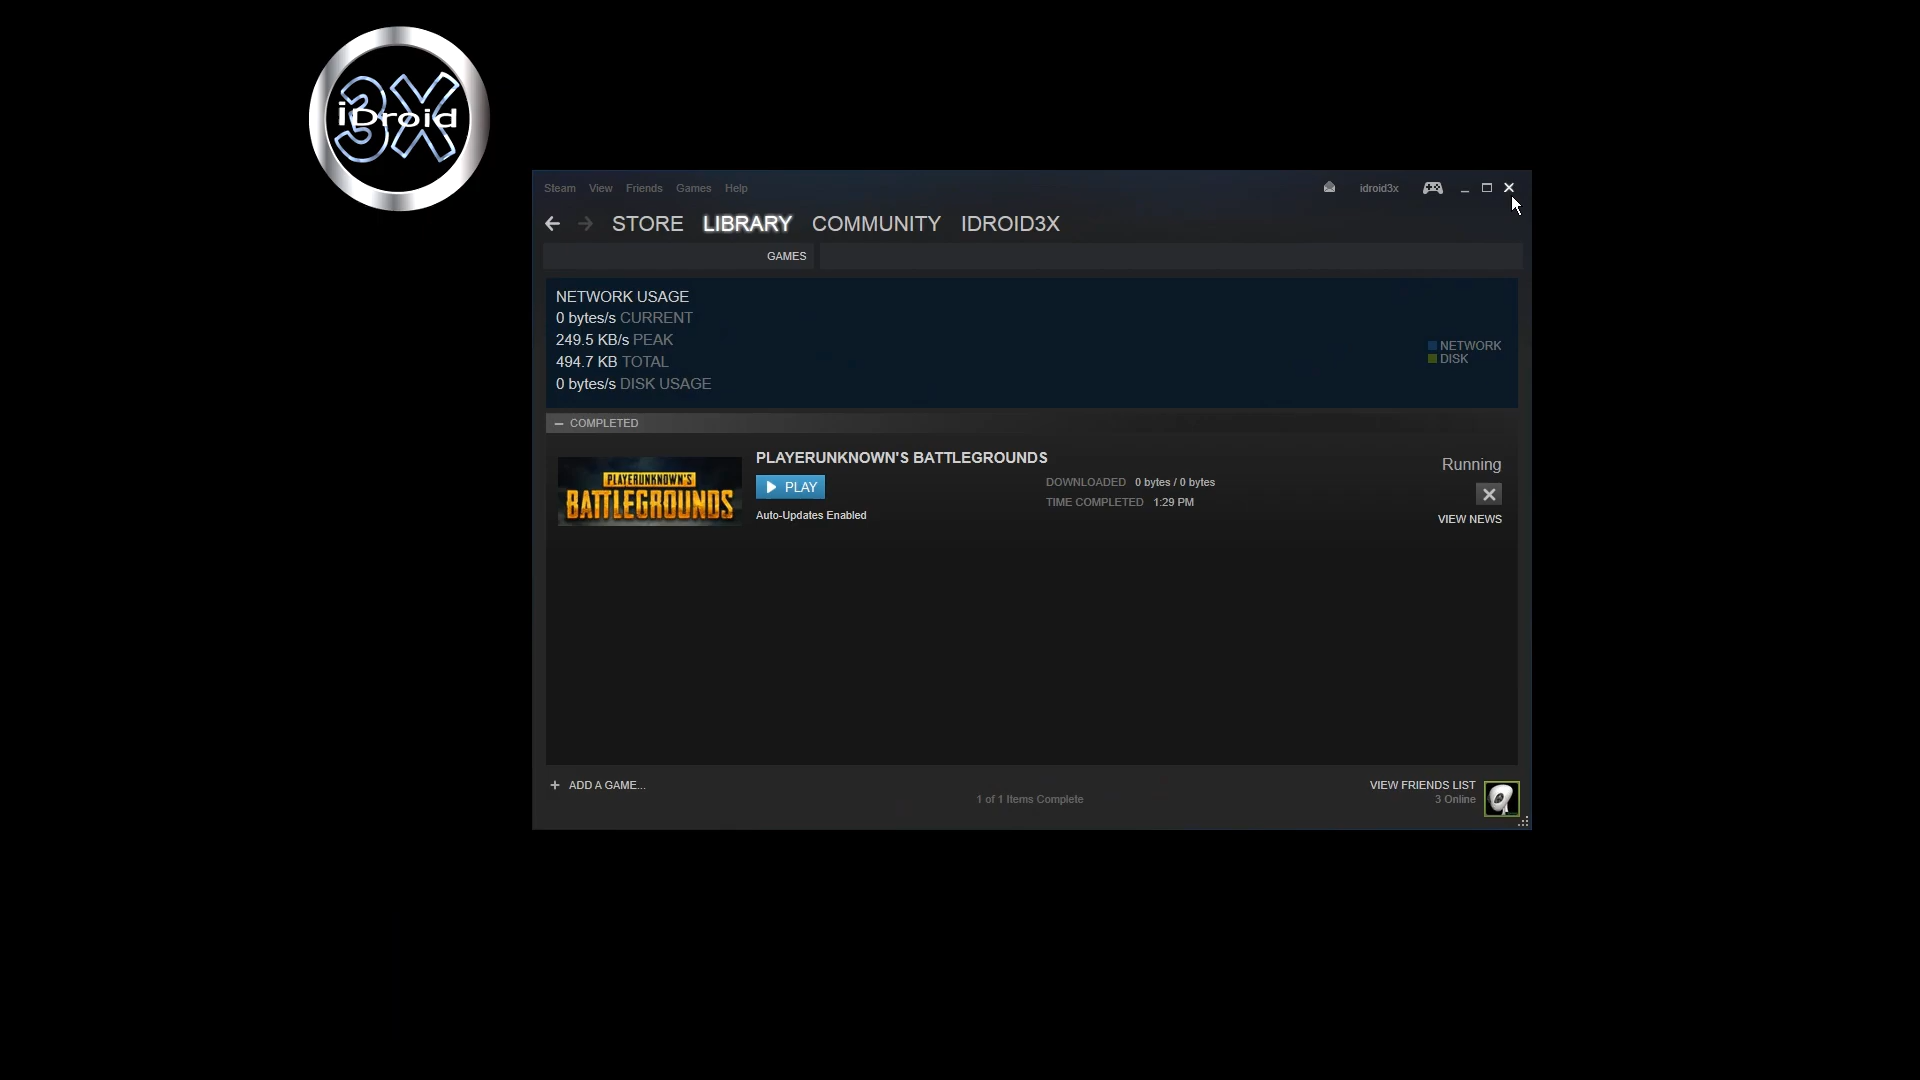 3X
iDroid
Steam View Friends Games Help
idroid3x
STORE LIBRARY COMMUNITY IDROID3X
GAMES
NETWORK USAGE
0 bytes/s CURRENT
249.5 KB/s PEAK
494.7 KB TOTAL
0 bytes/s DISK USAGE
NETWORK
DISK
COMPLETED
PLAYERUNKNOWN'S
BATTLEGROUNDS
PLAYERUNKNOWN'S BATTLEGROUNDS
PLAY
Auto-Updates Enabled
DOWNLOADED 0 bytes / 0 bytes
TIME COMPLETED 1:29 PM
Running
VIEW NEWS
+ ADD A GAME...
1 of 1 Items Complete
VIEW FRIENDS LIST
3 Online